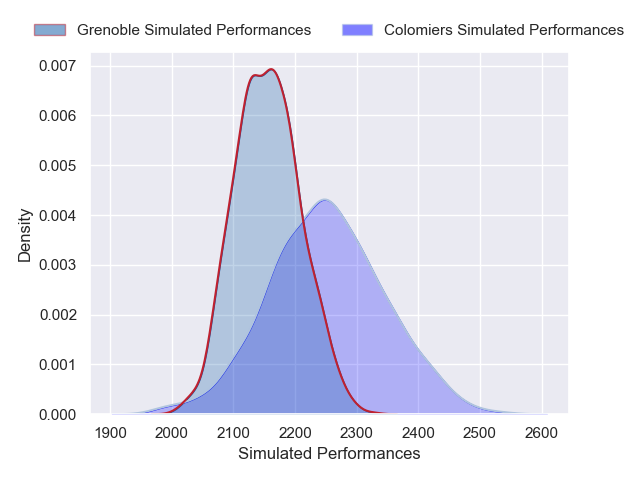 Grenoble Simulated Performances Colomiers Simulated Performances
0.007
0.006
0.005
0.004
0.003
0.002
0.001
0.000
Density
1900 2000 2100 2200 2300 2400 2500 2600
Simulated Performances